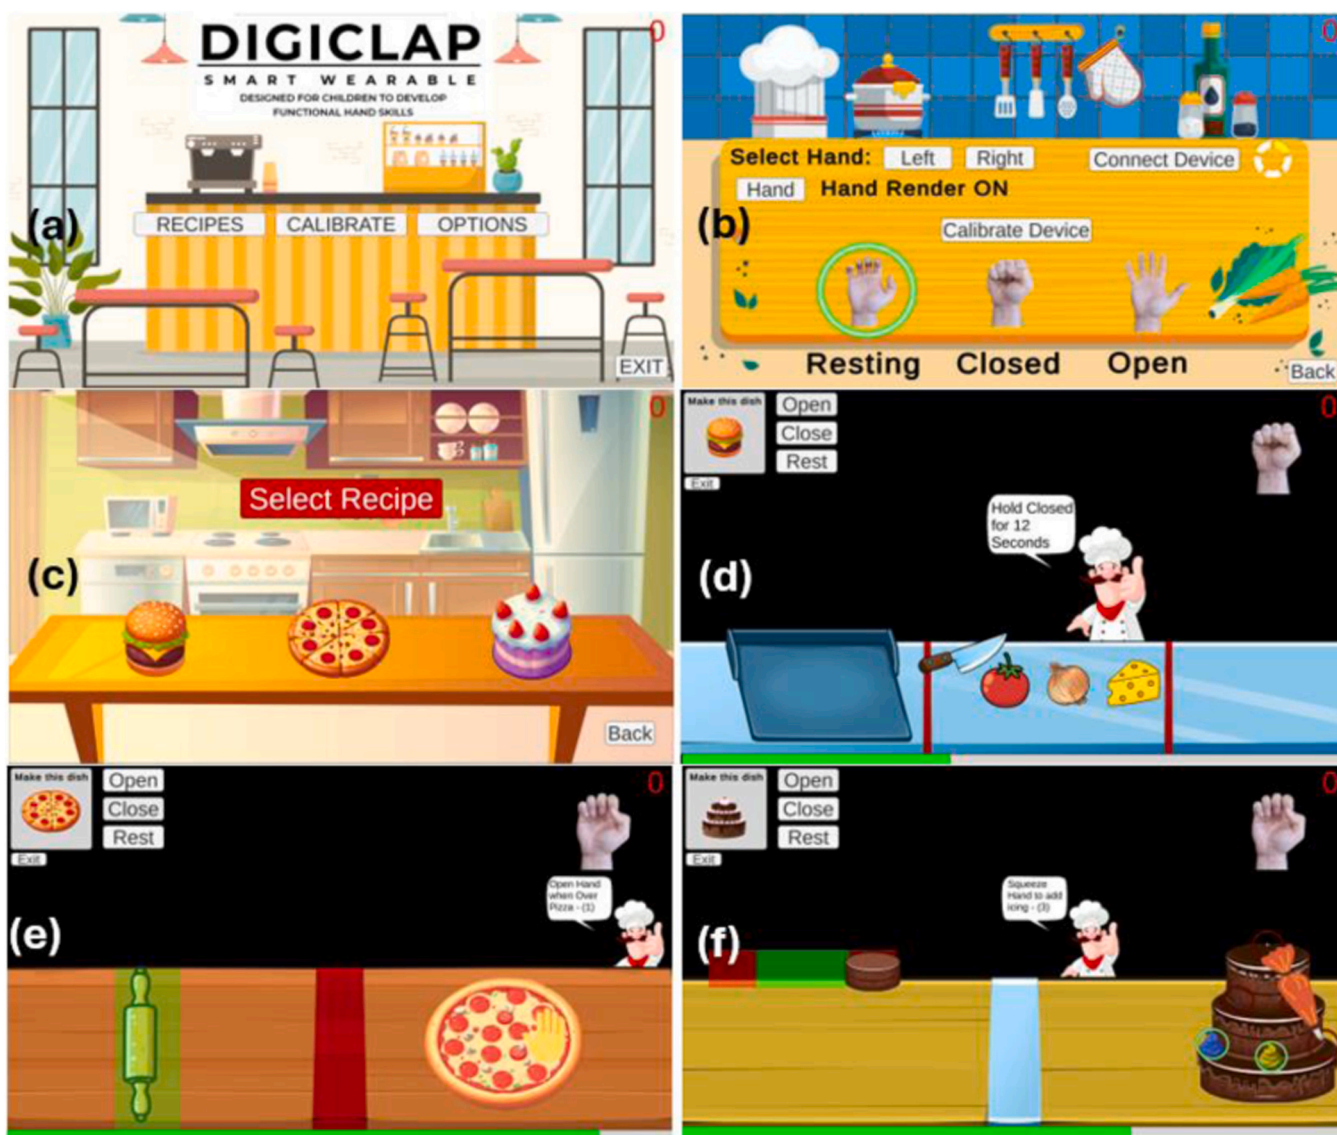 DIGICLAP
SMART WEARABLE
DESIGNED FOR CHILDREN TO DEVELOP
FUNCTIONAL HAND SKILLS
0
(a)
RECIPES CALIBRATE OPTIONS
EXIT
0
Select Hand: Left Right Connect Device
Hand Hand Render ON
(b)
Calibrate Device
Resting Closed Open
Back
0
Select Recipe
(c)
Back
0
Make this dish
Open
Close
Rest
Exit
Hold Closed
for 12
Seconds
(d)
0
Make this dish
Open
Close
Rest
Exit
Open Hand
when Over
Pizza - (1)
(e)
0
Make this dish
Open
Close
Rest
Exit
Squeeze
Hand to add
icing - (3)
(f)
0